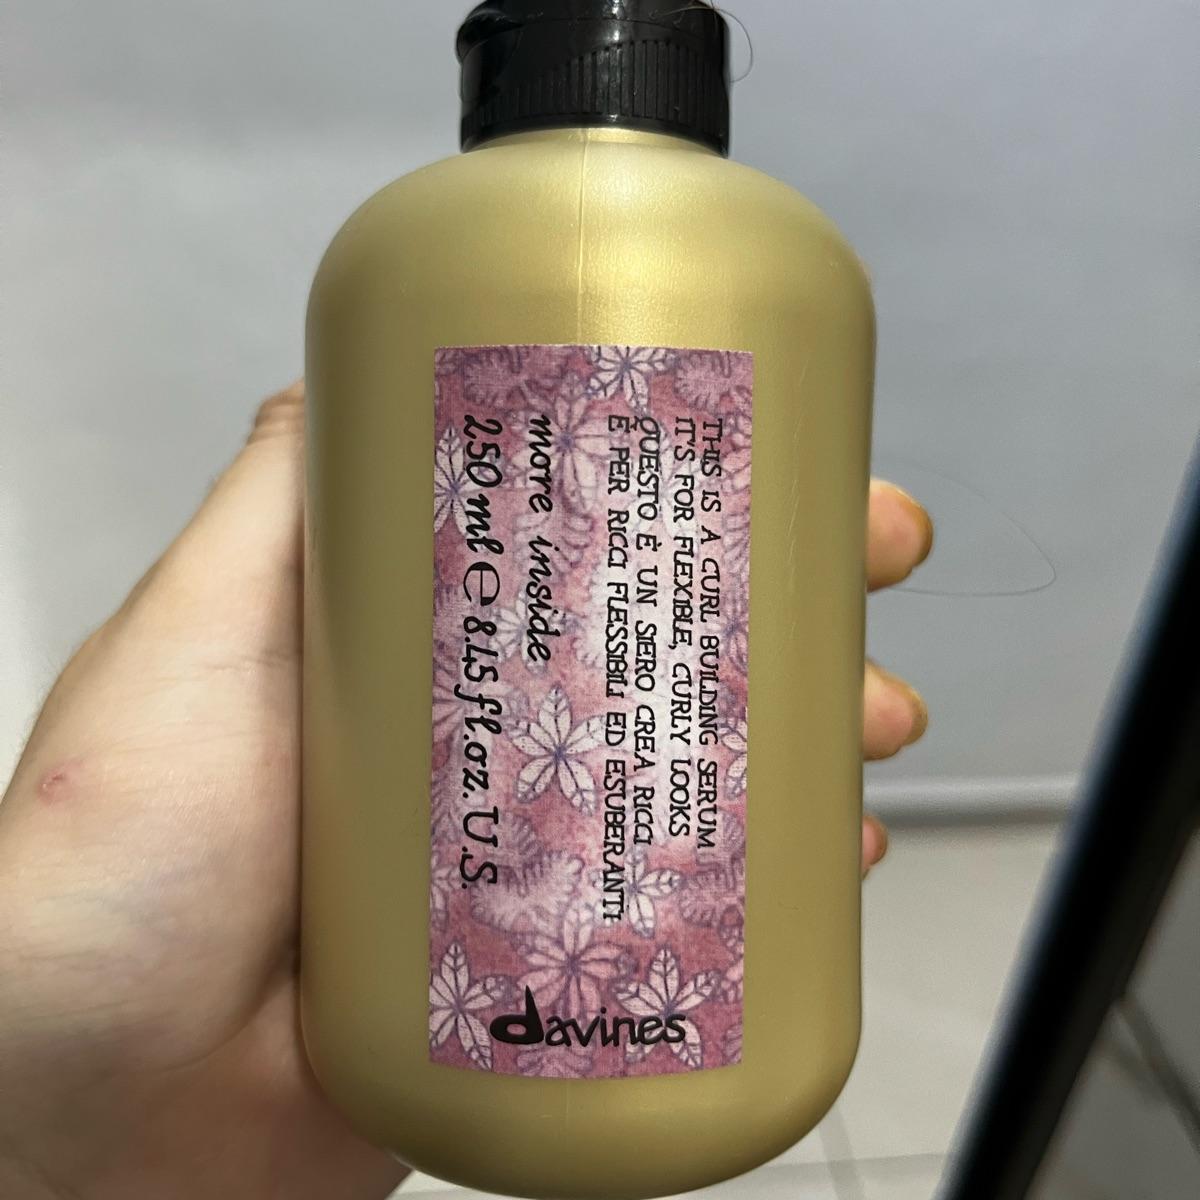 THIS IS A CURL BUILDING SERUM
IT'S FOR FLEXIBLE, CURLY LOOKS
QUESTO È UN SIERO CREA RICCI
È PER RICCI FLESSIBILI ED ESUBERANTI
more inside
250 ml ℮ 8.45 fl.oz. U.S.
davines